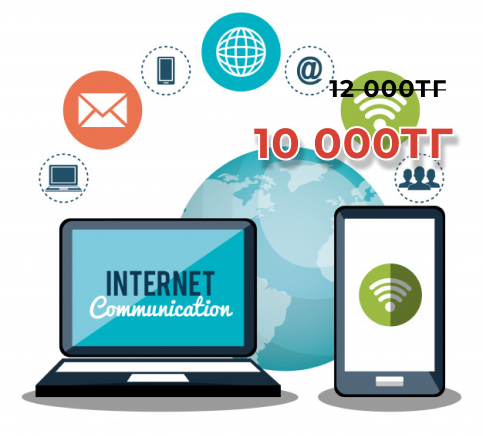 @
12 000ТГ
10 000ТГ
INTERNET
Communication